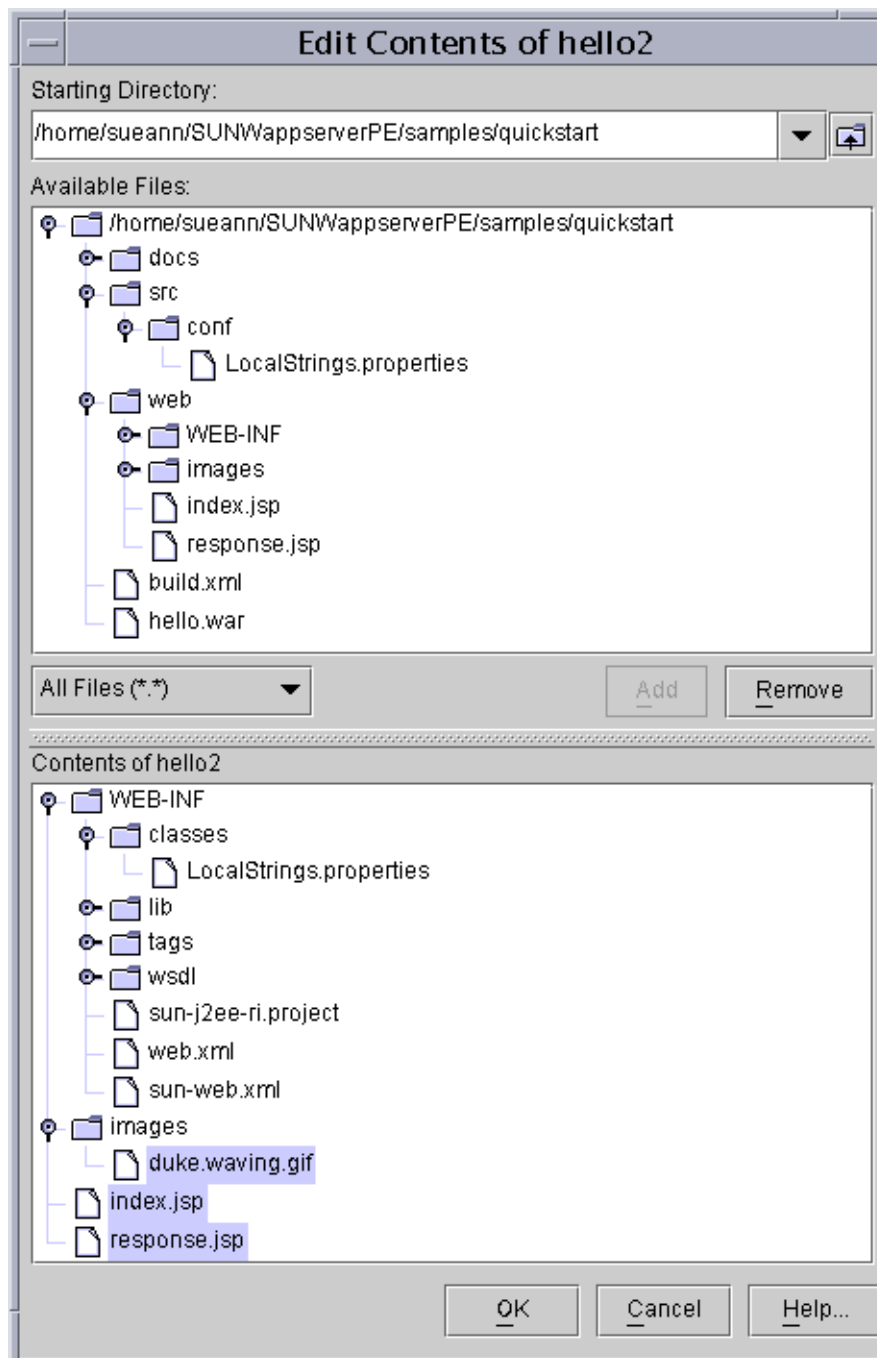 Edit Contents of hello2
Starting Directory:
/home/sueann/SUNWappserverPE/samples/quickstart
Available Files:
/home/sueann/SUNWappserverPE/samples/quickstart
docs
src
conf
LocalStrings.properties
web
WEB-INF
images
index.jsp
response.jsp
build.xml
hello.war
All Files (*.*)
Add
Remove
Contents of hello2
WEB-INF
classes
LocalStrings.properties
lib
tags
wsdl
sun-j2ee-ri.project
web.xml
sun-web.xml
images
duke.waving.gif
index.jsp
response.jsp
OK
Cancel
Help...